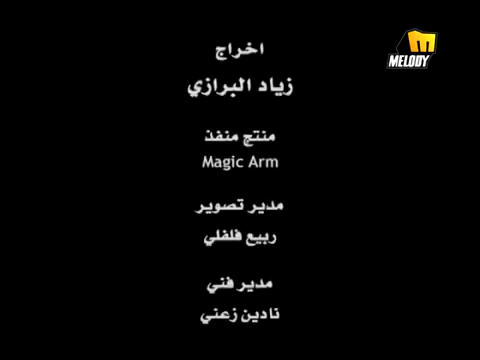 MELODY
اخراج
زياد البرازي
منتج منفذ
Magic Arm
مدير تصوير
ربيع فلفلي
مدير فني
نادين زعني